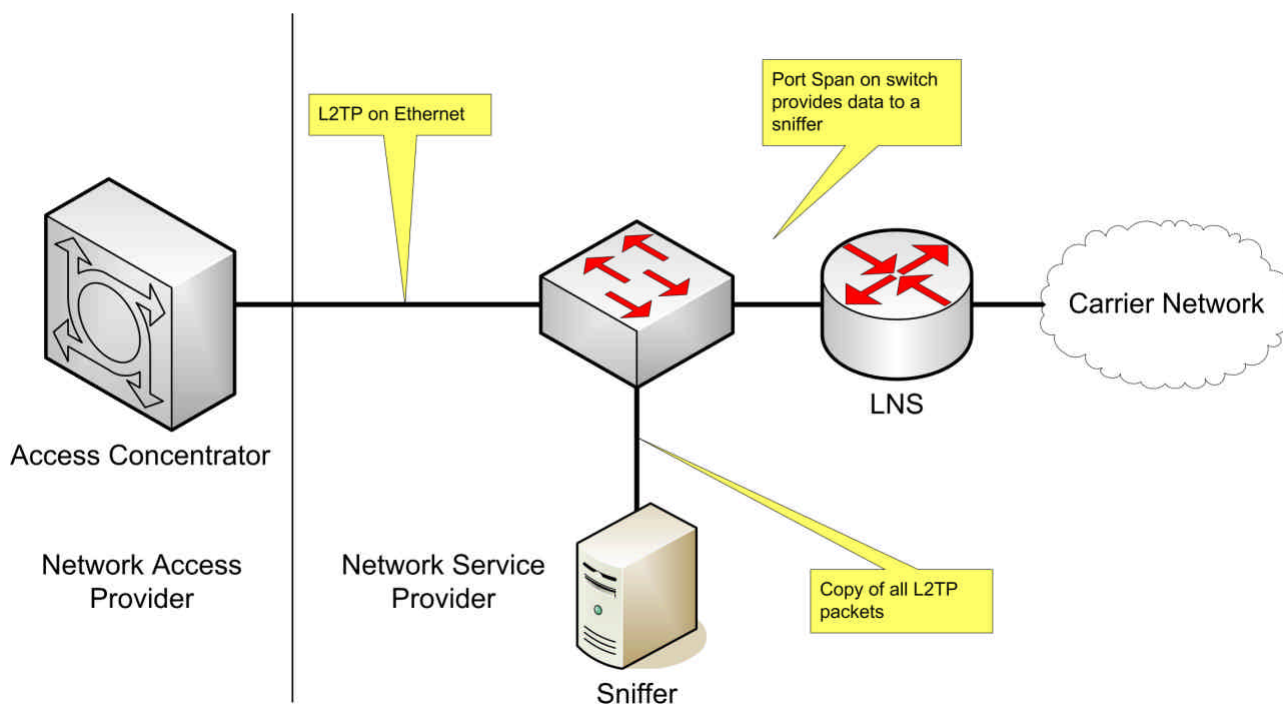 L2TP on Ethernet
Port Span on switch
provides data to a
sniffer
Carrier Network
LNS
Access Concentrator
Network Access
Provider
Network Service
Provider
Copy of all L2TP
packets
Sniffer